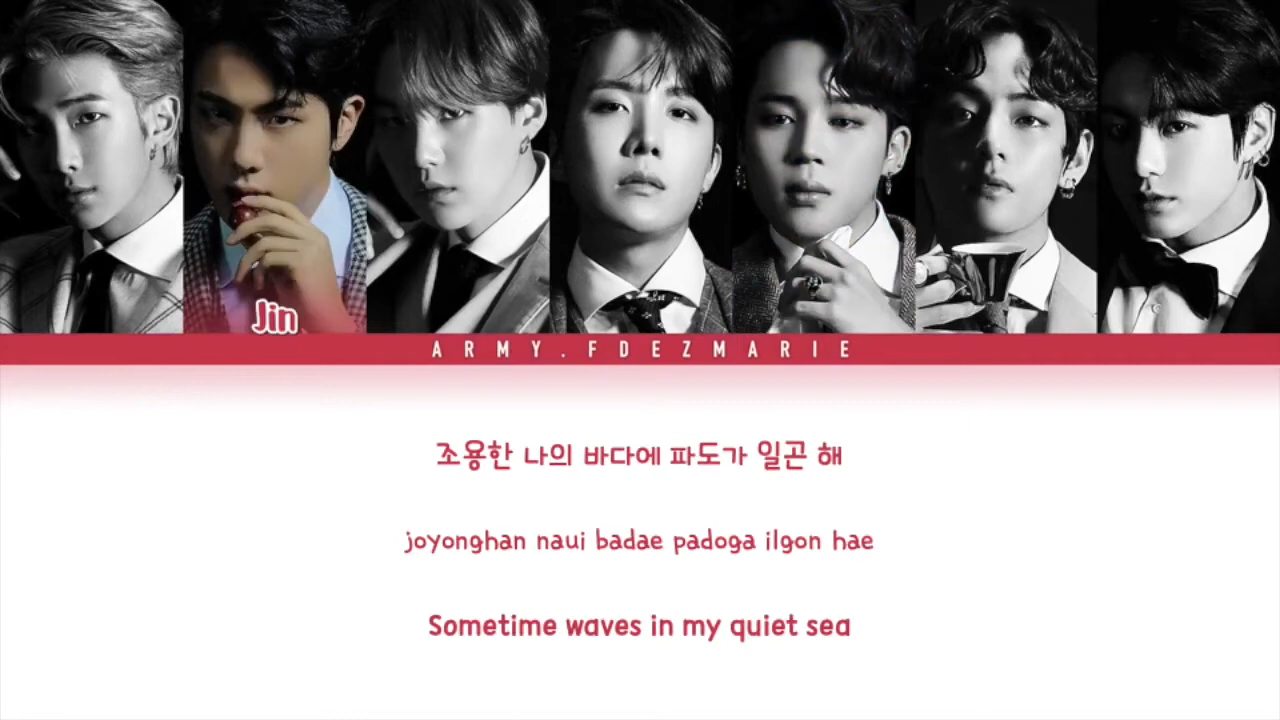 Jin
ARMY.FDEZMARIE
조용한 나의 바다에 파도가 일곤 해
joyonghan naui badae padoga ilgon hae
Sometime waves in my quiet sea